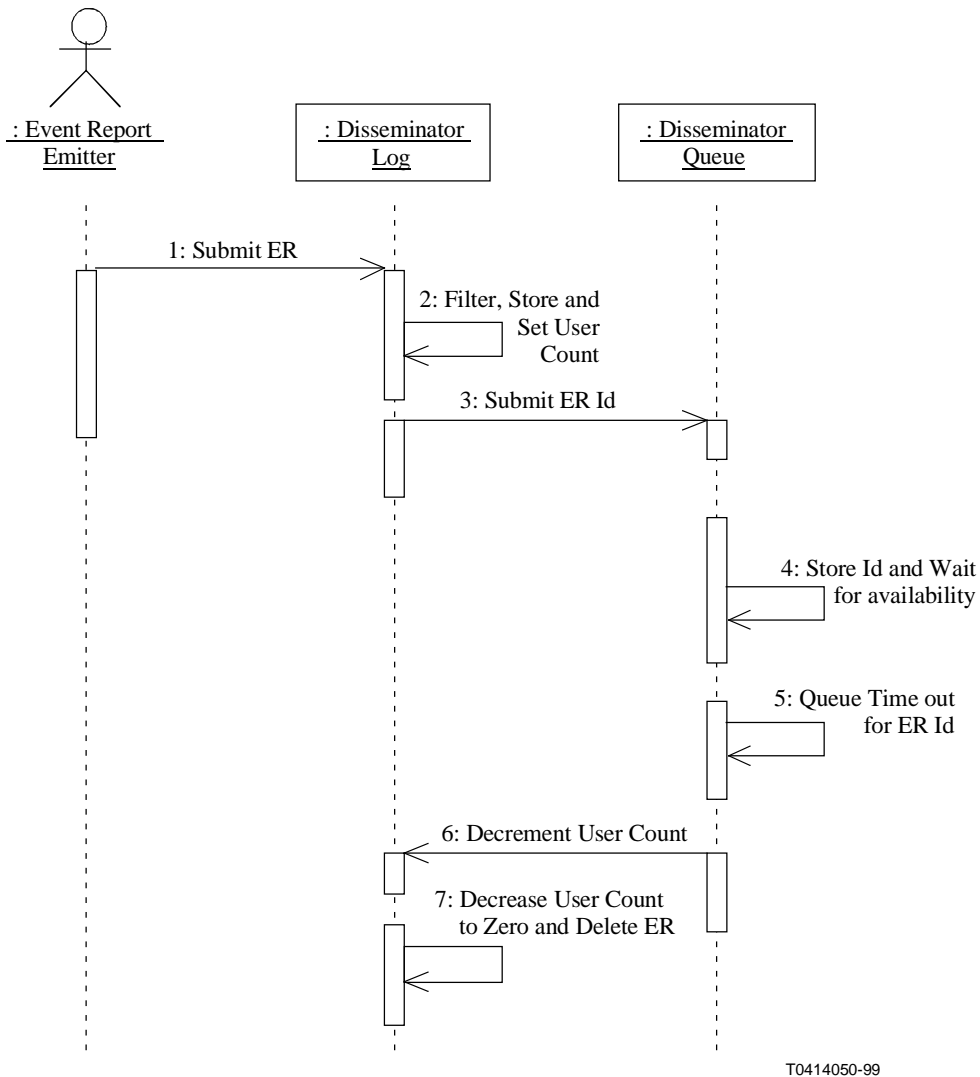 : Event Report
Emitter
: Disseminator
Log
: Disseminator
Queue
1: Submit ER
2: Filter, Store and
Set User
Count
3: Submit ER Id
4: Store Id and Wait
for availability
5: Queue Time out
for ER Id
6: Decrement User Count
7: Decrease User Count
to Zero and Delete ER
T0414050-99